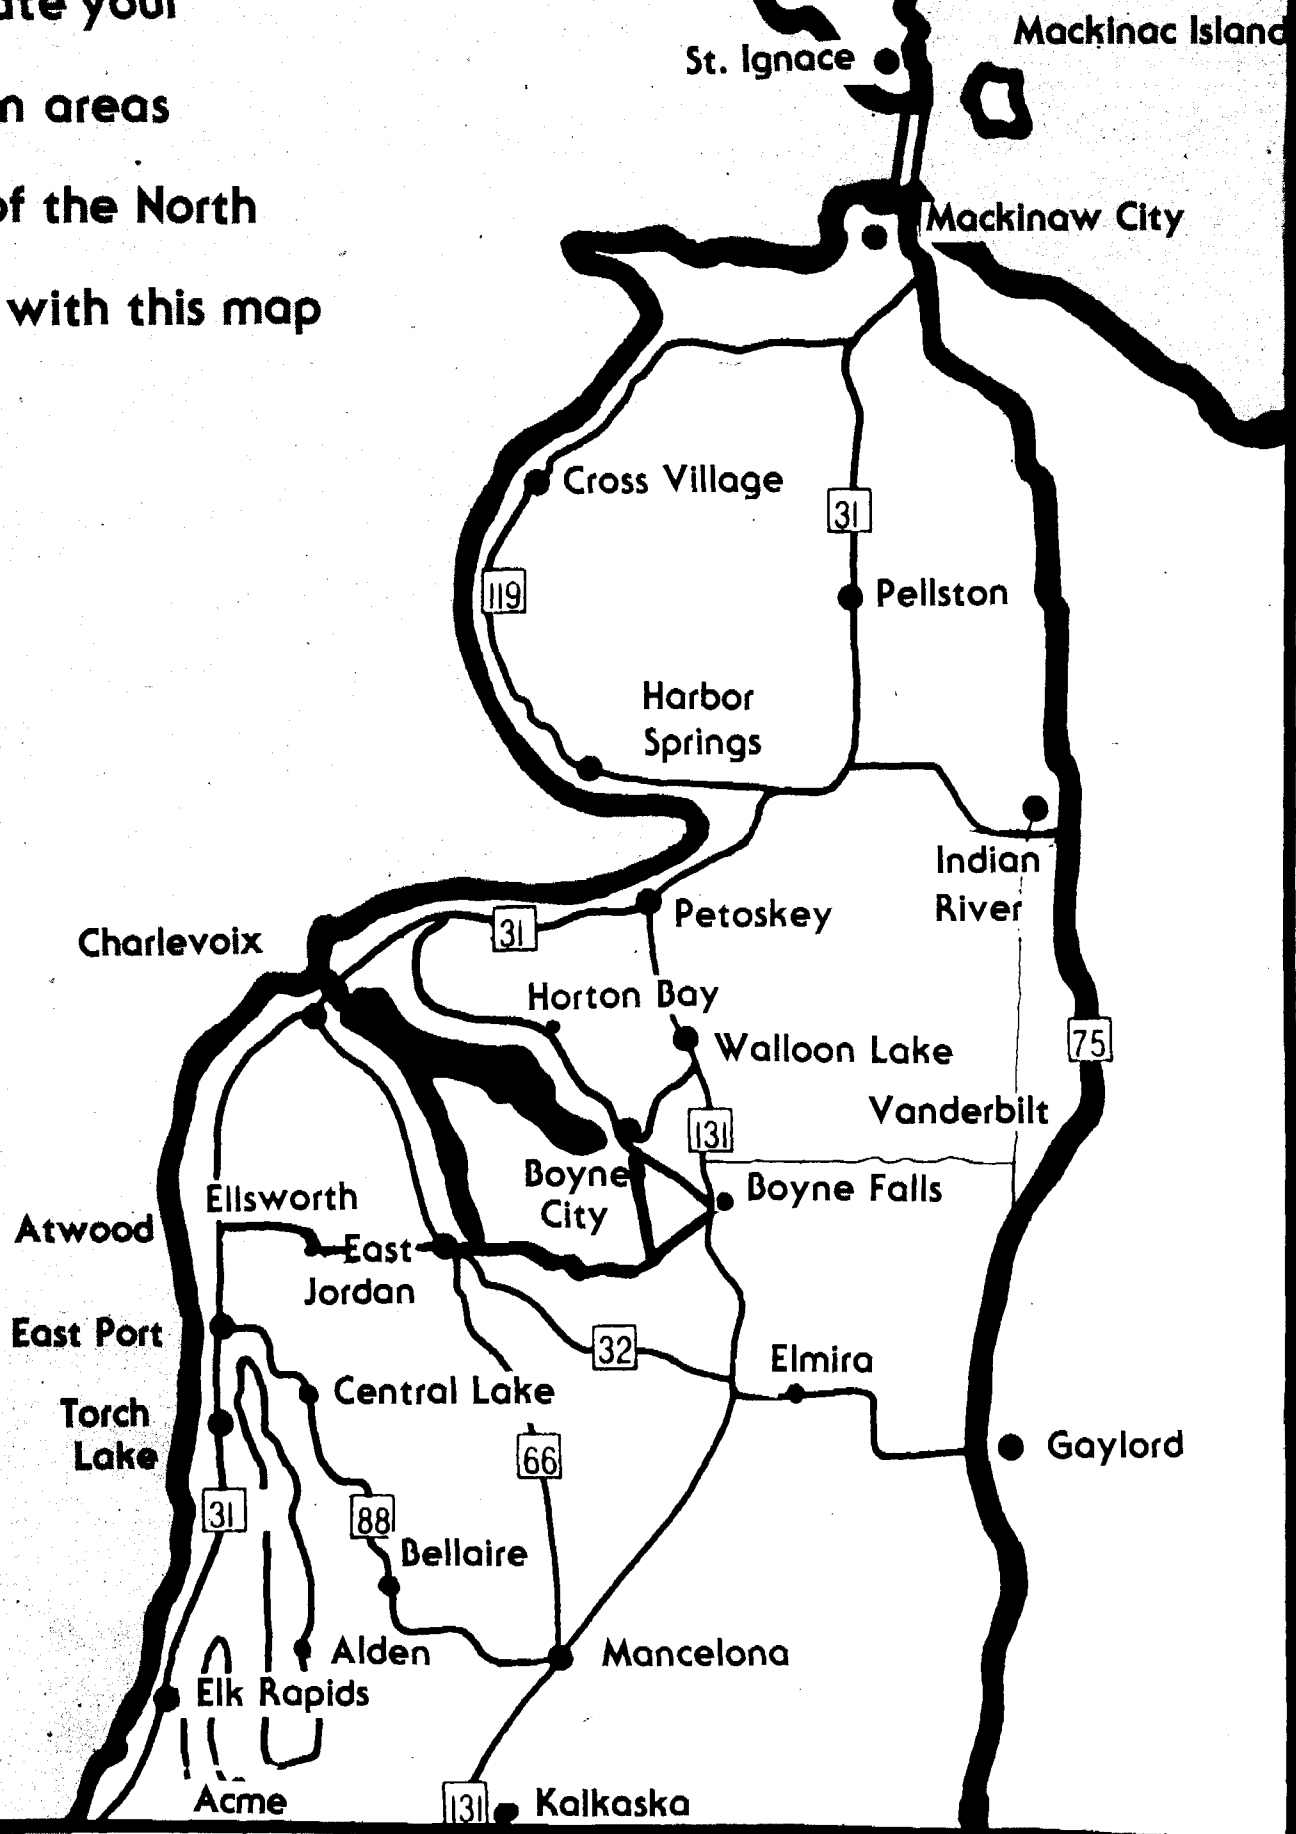 your
areas
of the North
with this map
St. Ignace
Mackinac Island
Mackinaw City
Cross Village
31
119
Pellston
Harbor
Springs
Indian
River
Petoskey
Charlevoix
31
Horton Bay
Walloon Lake
75
Vanderbilt
131
Boyne
City
Boyne Falls
Ellsworth
Atwood
East
Jordan
East Port
32
Elmira
Central Lake
Torch
Lake
66
Gaylord
31
88
Bellaire
Alden
Mancelona
Elk Rapids
Acme
131
Kalkaska